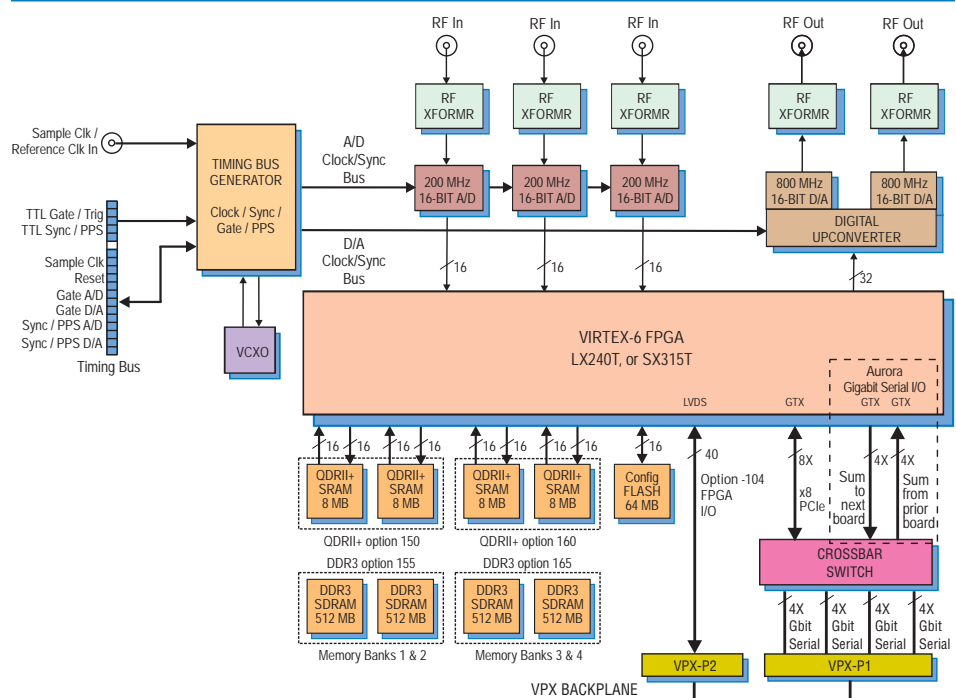 RF In
RF In
RF In
RF Out
RF Out
RF
XFORMR
RF
XFORMR
RF
XFORMR
RF
XFORMR
RF
XFORMR
Sample Clk /
Reference Clk In
TIMING BUS
GENERATOR
Clock / Sync /
Gate / PPS
A/D
Clock/Sync
Bus
200 MHz
16-BIT A/D
200 MHz
16-BIT A/D
200 MHz
16-BIT A/D
800 MHz
16-BIT D/A
800 MHz
16-BIT D/A
DIGITAL
UPCONVERTER
TTL Gate / Trig
TTL Sync / PPS
Sample Clk
Reset
Gate A/D
Gate D/A
Sync / PPS A/D
Sync / PPS D/A
Timing Bus
D/A
Clock/Sync
Bus
16
16
16
32
VCXO
VIRTEX-6 FPGA
LX240T, or SX315T
Aurora
Gigabit Serial I/O
LVDS
GTX
GTX
GTX
16
16
16
16
16
16
16
16
16
40
8X
4X
4X
QDRII+
SRAM
8 MB
QDRII+
SRAM
8 MB
QDRII+
SRAM
8 MB
QDRII+
SRAM
8 MB
Config
FLASH
64 MB
Option -104
FPGA
I/O
x8
PCIe
Sum
to
next
board
Sum
from
prior
board
QDRII+ option 150
QDRII+ option 160
DDR3 option 155
DDR3 option 165
DDR3
SDRAM
512 MB
DDR3
SDRAM
512 MB
DDR3
SDRAM
512 MB
DDR3
SDRAM
512 MB
Memory Banks 1 & 2
Memory Banks 3 & 4
CROSSBAR
SWITCH
4X
Gbit
Serial
4X
Gbit
Serial
4X
Gbit
Serial
4X
Gbit
Serial
VPX-P2
VPX-P1
VPX BACKPLANE